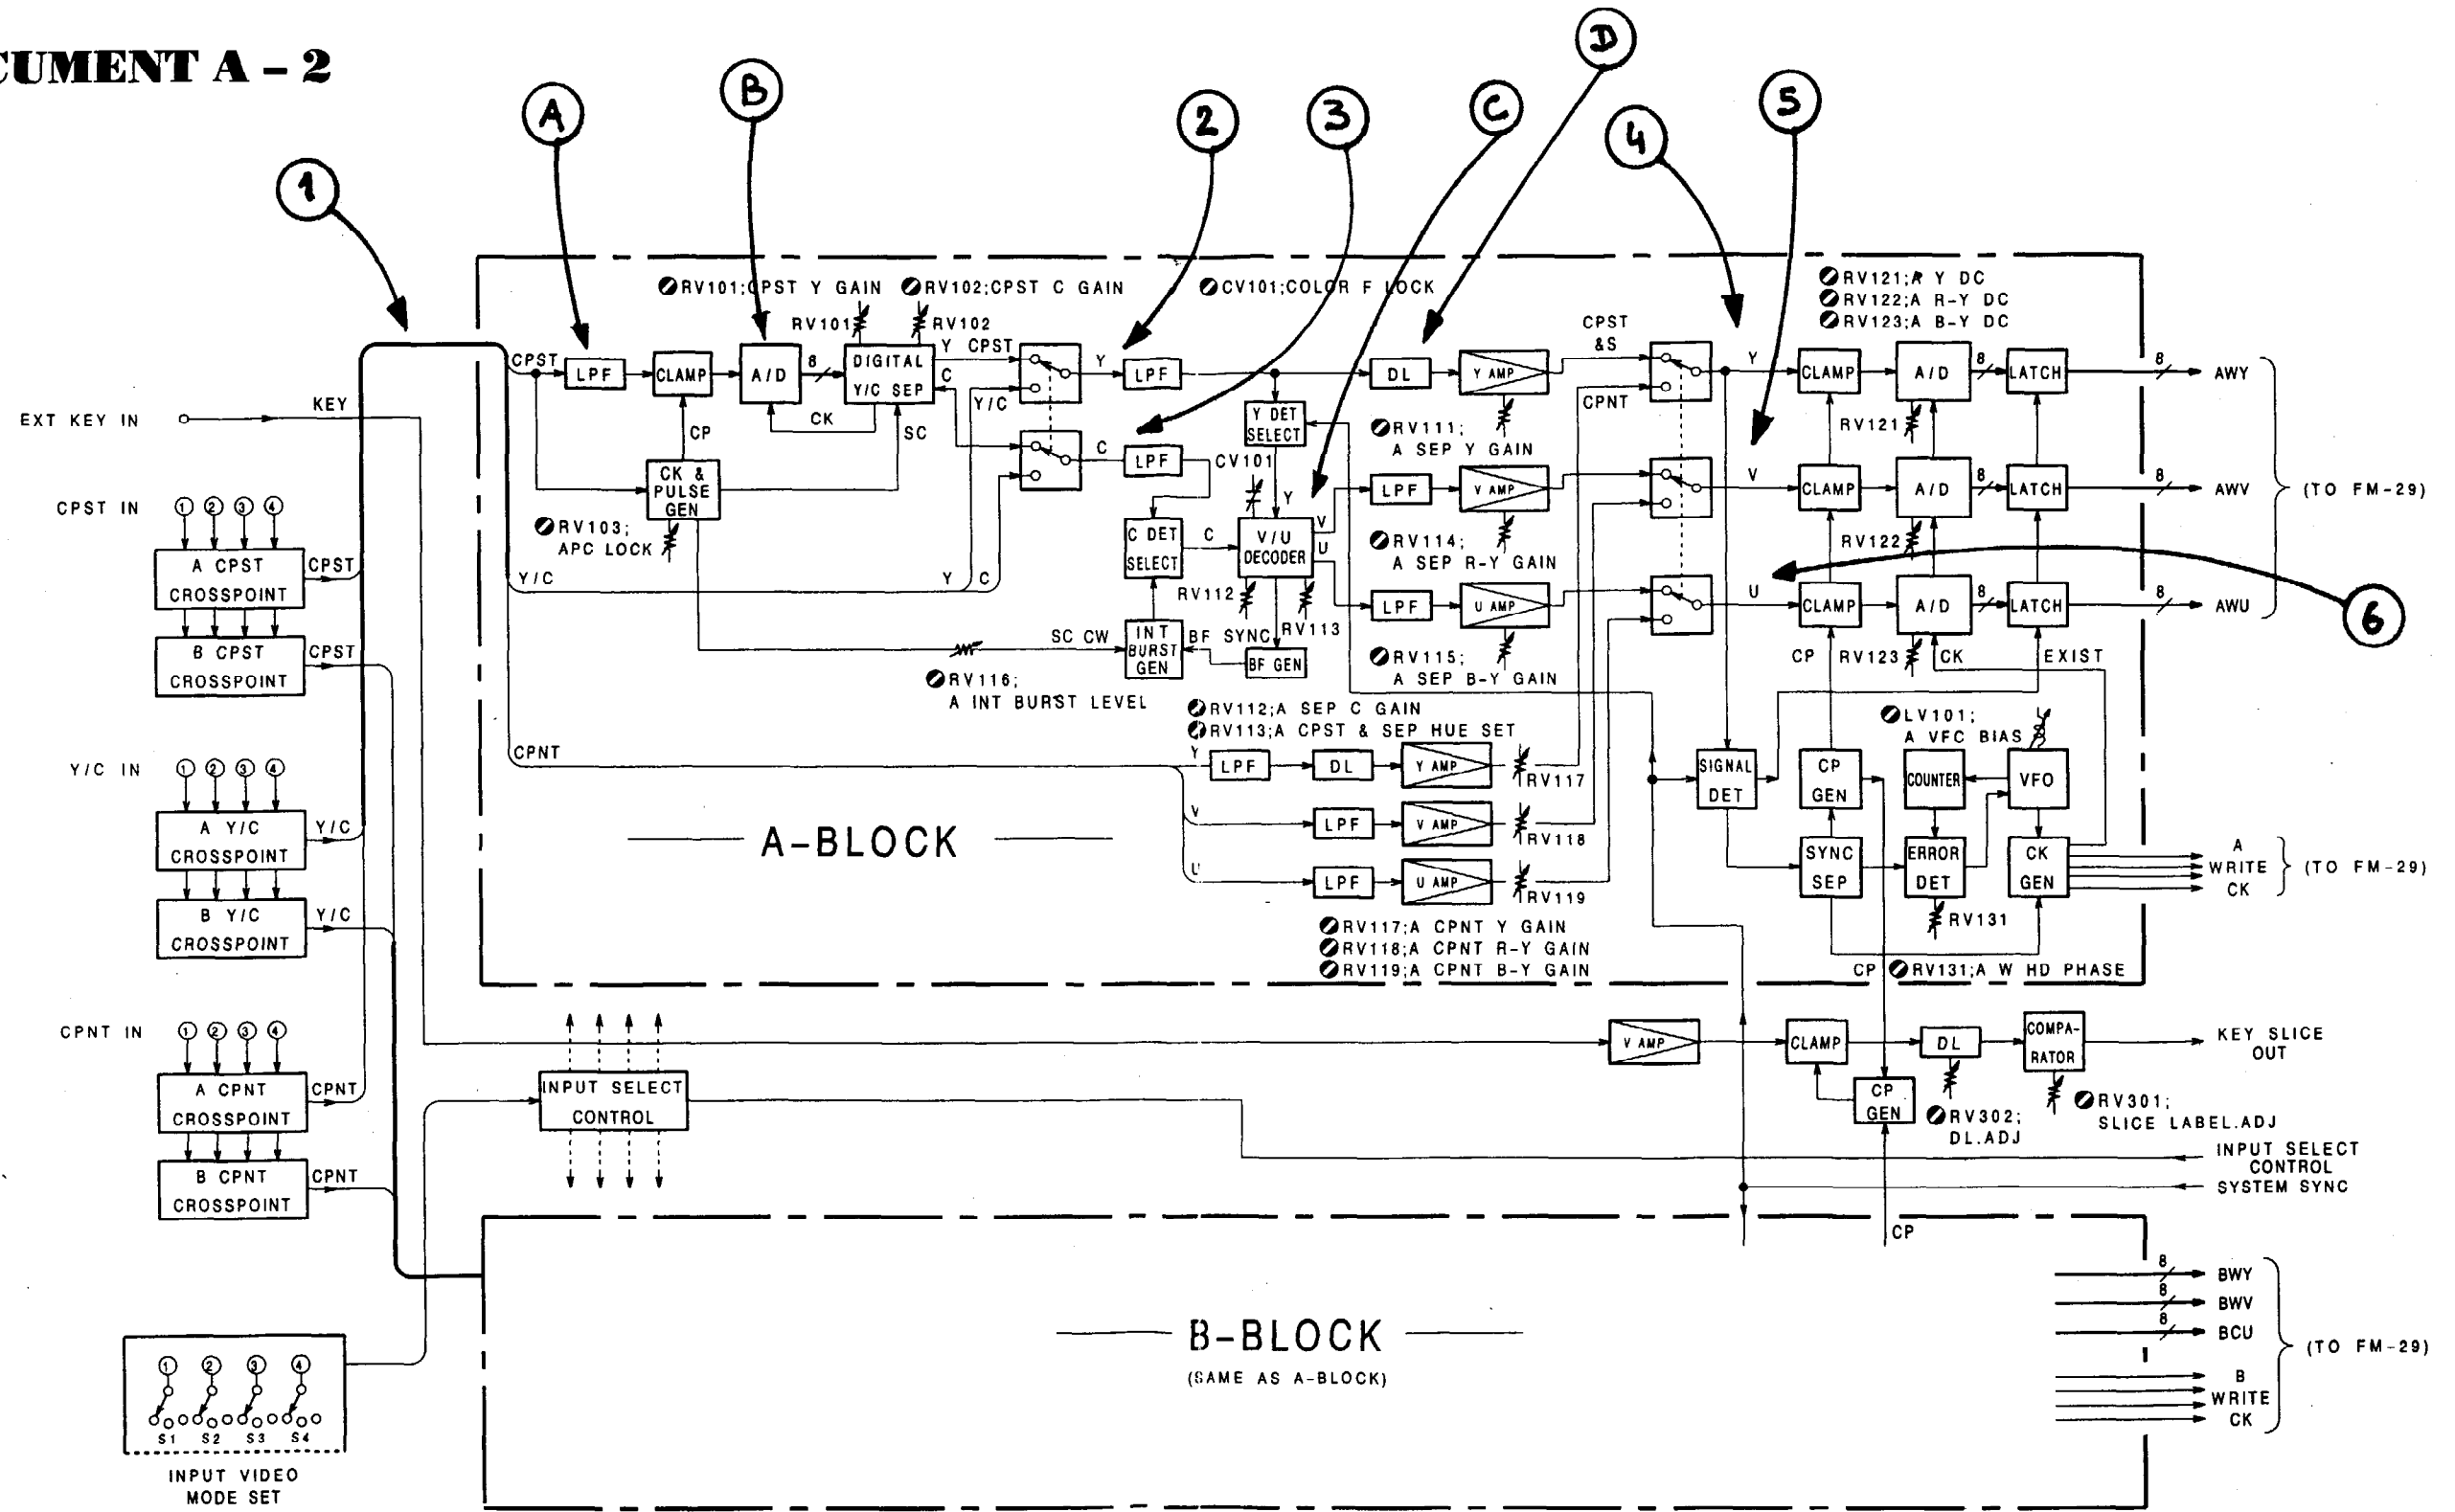 CUMENT A – 2
A
B
2
3
C
D
4
5
1
6
RV101;CPST Y GAIN
RV102;CPST C GAIN
CV101;COLOR F LOCK
RV121;A Y DC
RV122;A R-Y DC
RV123;A B-Y DC
RV101
RV102
CPST
LPF
CLAMP
A/D
8
DIGITAL
Y/C SEP
Y
CPST
C
Y/C
Y
LPF
DL
Y AMP
CPST
&S
CPNT
Y
CLAMP
A/D
8
LATCH
8
AWY
EXT KEY IN
KEY
CP
CK
SC
Y DET
SELECT
RV111;
A SEP Y GAIN
RV121
CK &
PULSE
GEN
C
LPF
CV101
Y
LPF
V AMP
V
CLAMP
A/D
8
LATCH
8
AWV
(TO FM-29)
CPST IN
1 2 3 4
RV103;
APC LOCK
C DET
SELECT
C
V/U
DECODER
V
U
RV114;
A SEP R-Y GAIN
RV122
A CPST
CROSSPOINT
CPST
Y/C
Y
C
RV112
RV113
LPF
U AMP
U
CLAMP
A/D
8
LATCH
8
AWU
B CPST
CROSSPOINT
CPST
SC CW
INT
BURST
GEN
BF SYNC
BF GEN
RV115;
A SEP B-Y GAIN
CP
RV123
CK
EXIST
RV116;
A INT BURST LEVEL
RV112;A SEP C GAIN
RV113;A CPST & SEP HUE SET
LV101;
A VFC BIAS
CPNT
Y
LPF
DL
Y AMP
RV117
SIGNAL
DET
CP
GEN
COUNTER
VFO
Y/C IN
1 2 3 4
A Y/C
CROSSPOINT
Y/C
A-BLOCK
V
LPF
V AMP
RV118
U
LPF
U AMP
RV119
SYNC
SEP
ERROR
DET
CK
GEN
A
WRITE
CK
(TO FM-29)
RV131
B Y/C
CROSSPOINT
Y/C
RV117;A CPNT Y GAIN
RV118;A CPNT R-Y GAIN
RV119;A CPNT B-Y GAIN
CP
RV131;A W HD PHASE
CPNT IN
1 2 3 4
A CPNT
CROSSPOINT
CPNT
INPUT SELECT
CONTROL
V AMP
CLAMP
DL
COMPA-
RATOR
KEY SLICE
OUT
CP
GEN
RV302;
DL.ADJ
RV301;
SLICE LABEL.ADJ
B CPNT
CROSSPOINT
CPNT
INPUT SELECT
CONTROL
SYSTEM SYNC
CP
B-BLOCK
(SAME AS A-BLOCK)
8
BWY
8
BWV
8
BCU
B
WRITE
CK
(TO FM-29)
1 2 3 4
S1 S2 S3 S4
INPUT VIDEO
MODE SET